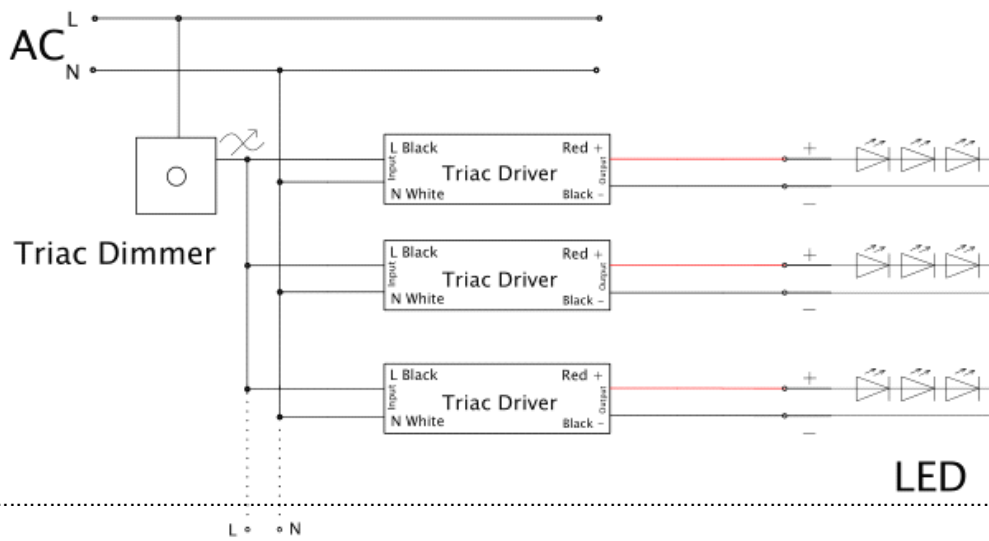 L
AC
N
Triac Dimmer
L Black
Red +
Input
Triac Driver
Output
N White
Black -
+
−
L Black
Red +
Input
Triac Driver
Output
N White
Black -
+
−
L Black
Red +
Input
Triac Driver
Output
N White
Black -
+
−
LED
L
N